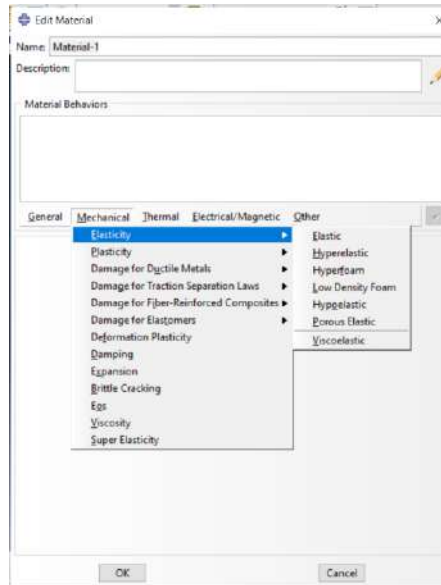 Edit Material
Name: Material-1
Description:
Material Behaviors
General Mechanical Thermal Electrical/Magnetic Other
Elasticity
Plasticity
Damage for Ductile Metals
Damage for Traction Separation Laws
Damage for Fiber-Reinforced Composites
Damage for Elastomers
Deformation Plasticity
Damping
Expansion
Brittle Cracking
Eos
Viscosity
Super Elasticity
Elastic
Hyperelastic
Hyperfoam
Low Density Foam
Hypoelastic
Porous Elastic
Viscoelastic
OK Cancel